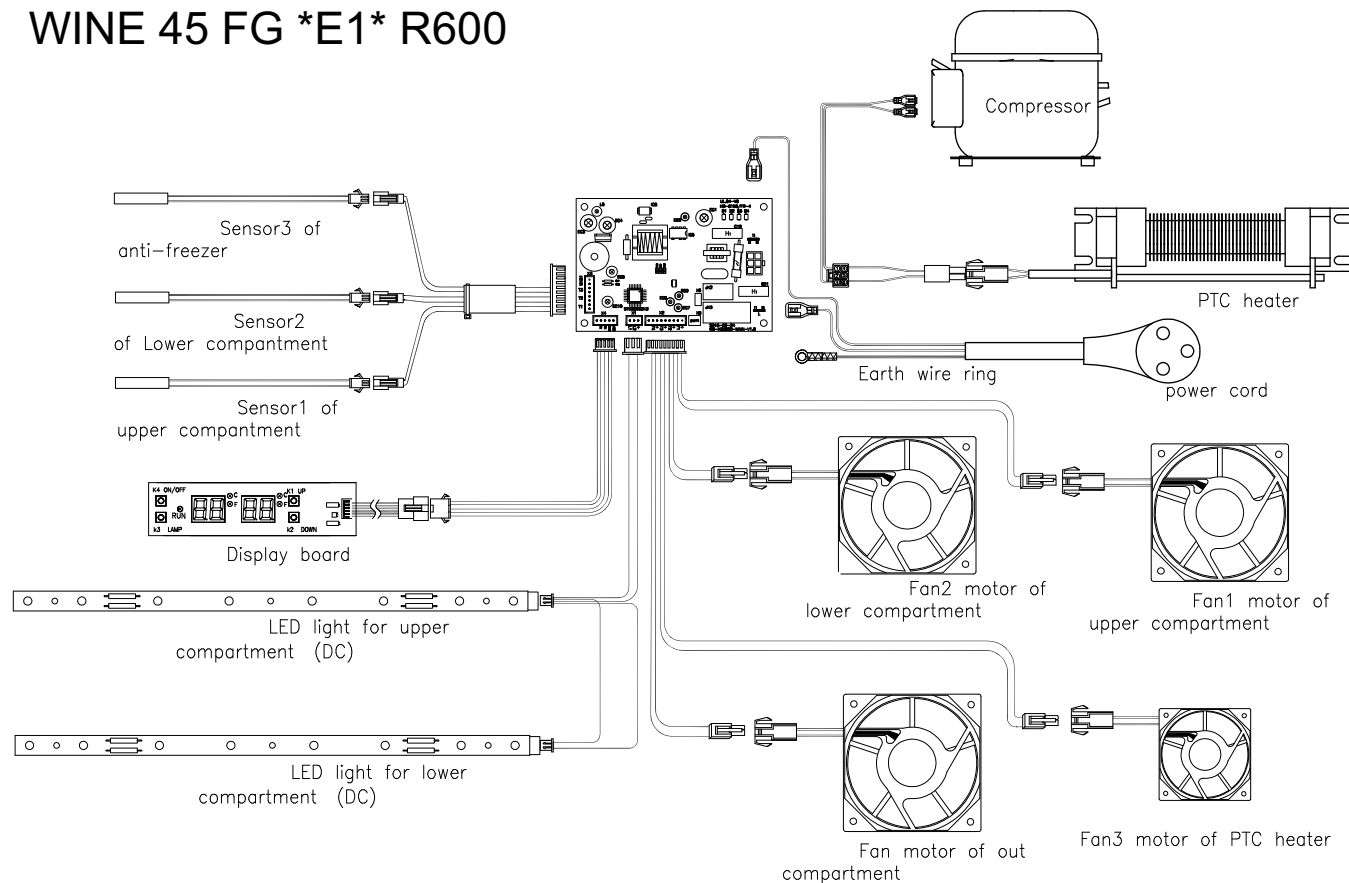 WINE 45 FG *E1* R600
Compressor
Sensor3 of
anti-freezer
PTC heater
Sensor2
of Lower compantment
Earth wire ring
power cord
Sensor1 of
upper compantment
K4 ON/OFF
K1 UP
C
F
C
F
RUN
k3 LAMP
k2 DOWN
Display board
Fan2 motor of
lower compartment
Fan1 motor of
upper compartment
LED light for upper
compartment (DC)
LED light for lower
compartment (DC)
Fan motor of out
compartment
Fan3 motor of PTC heater